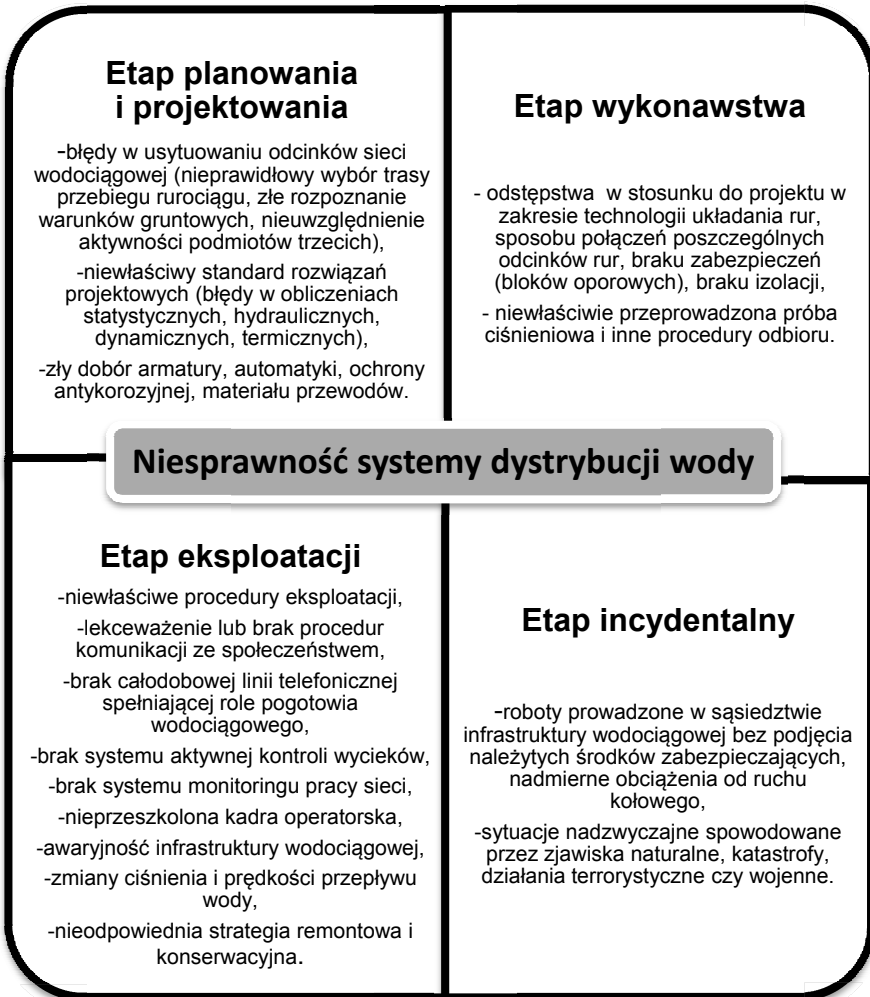 Etap planowania
i projektowania
-błędy w usytuowaniu odcinków sieci
wodociągowej (nieprawidłowy wybór trasy
przebiegu rurociągu, złe rozpoznanie
warunków gruntowych, nieuwzględnienie
aktywności podmiotów trzecich),
-niewłaściwy standard rozwiązań
projektowych (błędy w obliczeniach
statystycznych, hydraulicznych,
dynamicznych, termicznych),
-zły dobór armatury, automatyki, ochrony
antykorozyjnej, materiału przewodów.
Etap wykonawstwa
- odstępstwa w stosunku do projektu w
zakresie technologii układania rur,
sposobu połączeń poszczególnych
odcinków rur, braku zabezpieczeń
(bloków oporowych), braku izolacji,
- niewłaściwie przeprowadzona próba
ciśnieniowa i inne procedury odbioru.
Niesprawność systemy dystrybucji wody
Etap eksploatacji
-niewłaściwe procedury eksploatacji,
-lekceważenie lub brak procedur
komunikacji ze społeczeństwem,
-brak całodobowej linii telefonicznej
spełniającej role pogotowia
wodociągowego,
-brak systemu aktywnej kontroli wycieków,
-brak systemu monitoringu pracy sieci,
-nieprzeszkolona kadra operatorska,
-awaryjność infrastruktury wodociągowej,
-zmiany ciśnienia i prędkości przepływu
wody,
-nieodpowiednia strategia remontowa i
konserwacyjna.
Etap incydentalny
-roboty prowadzone w sąsiedztwie
infrastruktury wodociągowej bez podjęcia
należytych środków zabezpieczających,
nadmierne obciążenia od ruchu
kołowego,
-sytuacje nadzwyczajne spowodowane
przez zjawiska naturalne, katastrofy,
działania terrorystyczne czy wojenne.